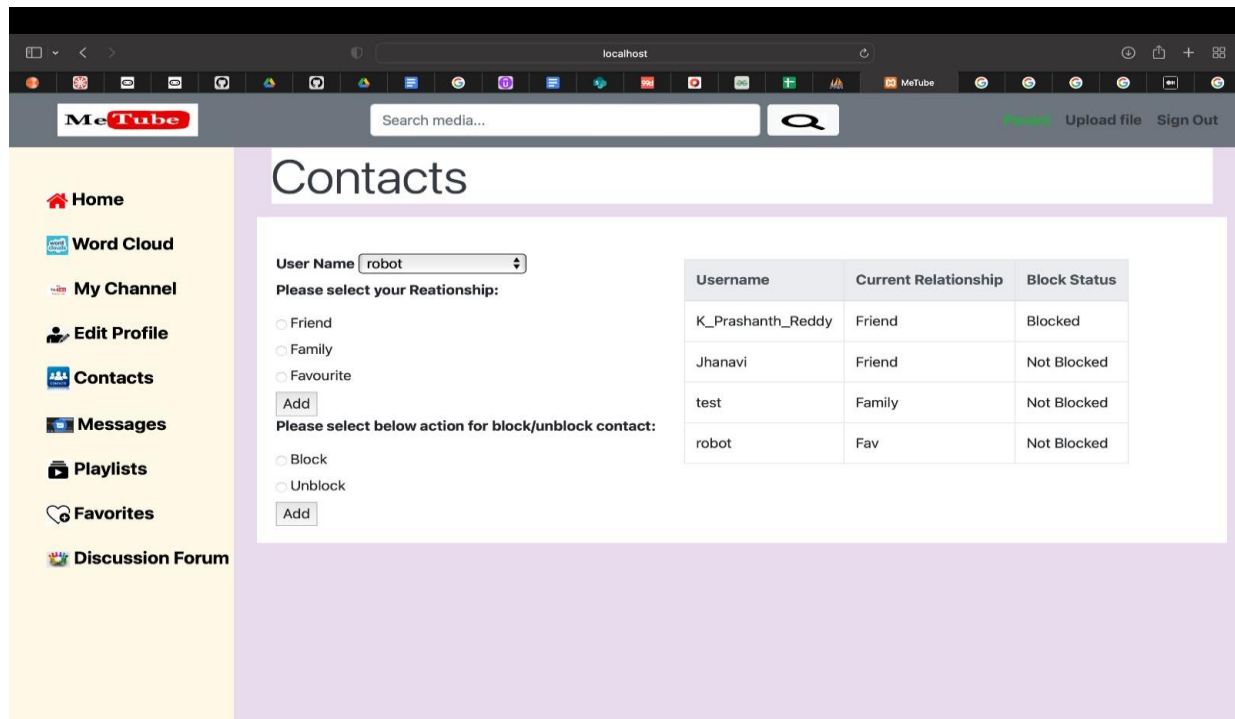 localhost
MeTube
MeTube
Search media...
Upload file
Sign Out
Home
Word Cloud
My Channel
Edit Profile
Contacts
Messages
Playlists
Favorites
Discussion Forum
Contacts
User Name robot
Please select your Reationship:
Friend
Family
Favourite
Add
Please select below action for block/unblock contact:
Block
Unblock
Add
Username Current Relationship Block Status
K_Prashanth_Reddy Friend Blocked
Jhanavi Friend Not Blocked
test Family Not Blocked
robot Fav Not Blocked